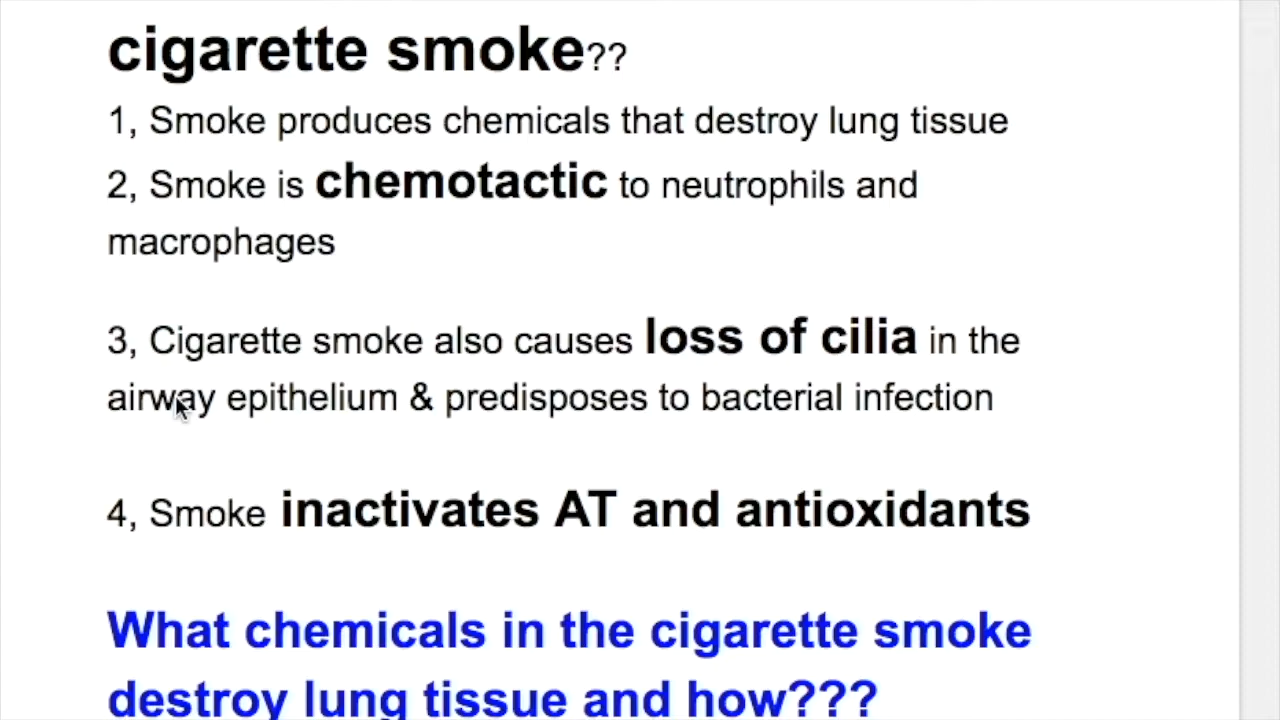 cigarette smoke??
1, Smoke produces chemicals that destroy lung tissue
2, Smoke is chemotactic to neutrophils and
macrophages
3, Cigarette smoke also causes loss of cilia in the
airway epithelium & predisposes to bacterial infection
4, Smoke inactivates AT and antioxidants
What chemicals in the cigarette smoke
destroy lung tissue and how???